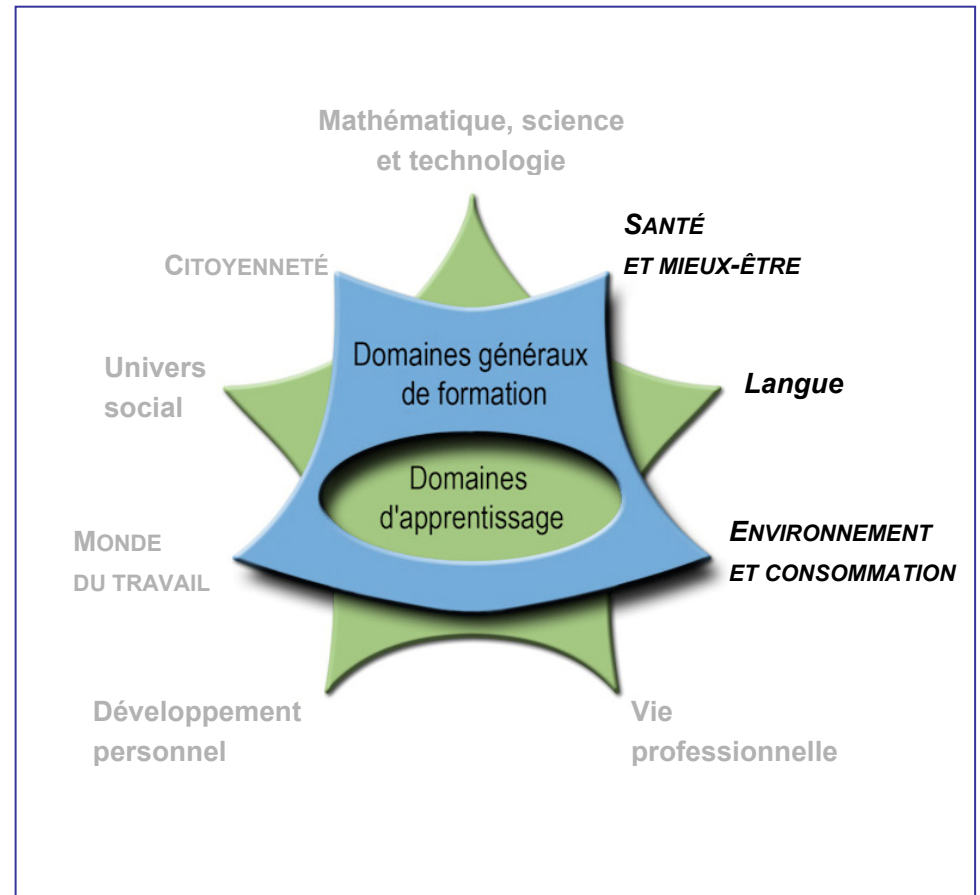 Mathématique, science
et technologie
SANTÉ
ET MIEUX-ÊTRE
CITOYENNETÉ
Domaines généraux
de formation
Univers
social
Langue
Domaines
d'apprentissage
ENVIRONNEMENT
ET CONSOMMATION
MONDE
DU TRAVAIL
Développement
personnel
Vie
professionnelle